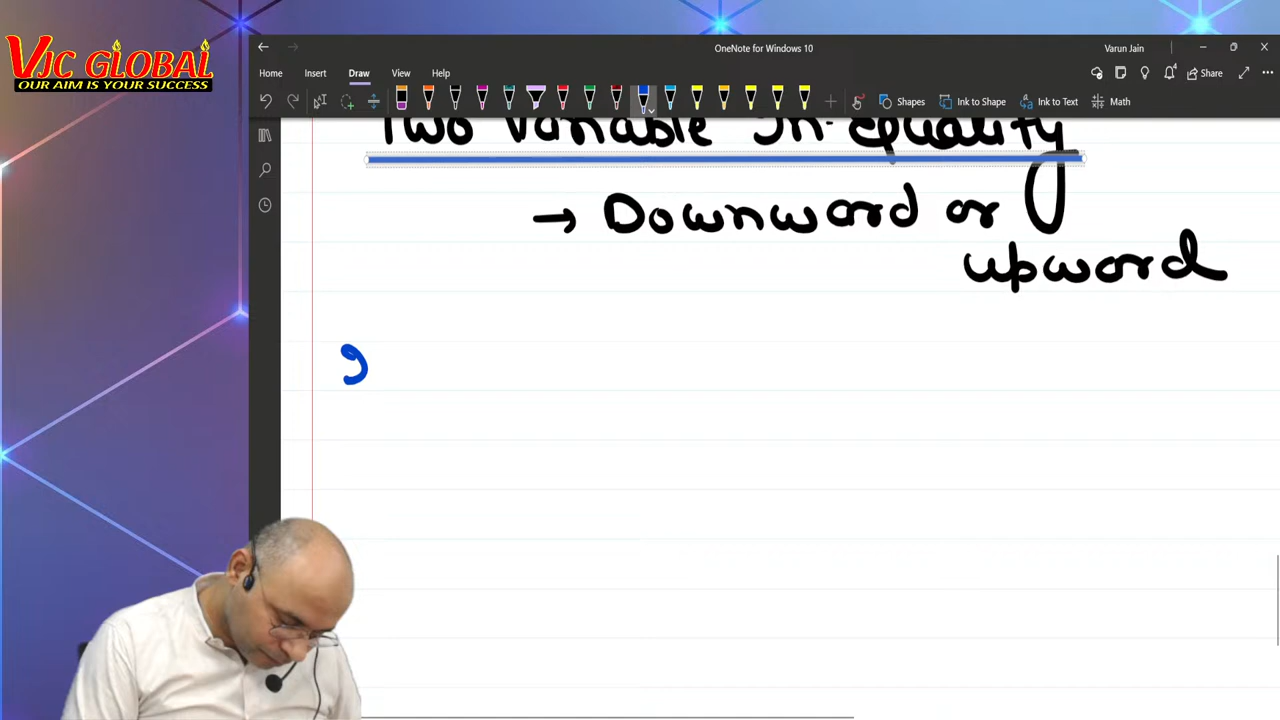 VJC GLOBAL
OUR AIM IS YOUR SUCCESS
OneNote for Windows 10
Varun Jain
Home Insert Draw View Help
Share
Shapes Ink to Shape Ink to Text Math
Two Variable In-equality
→ Downword or
upword